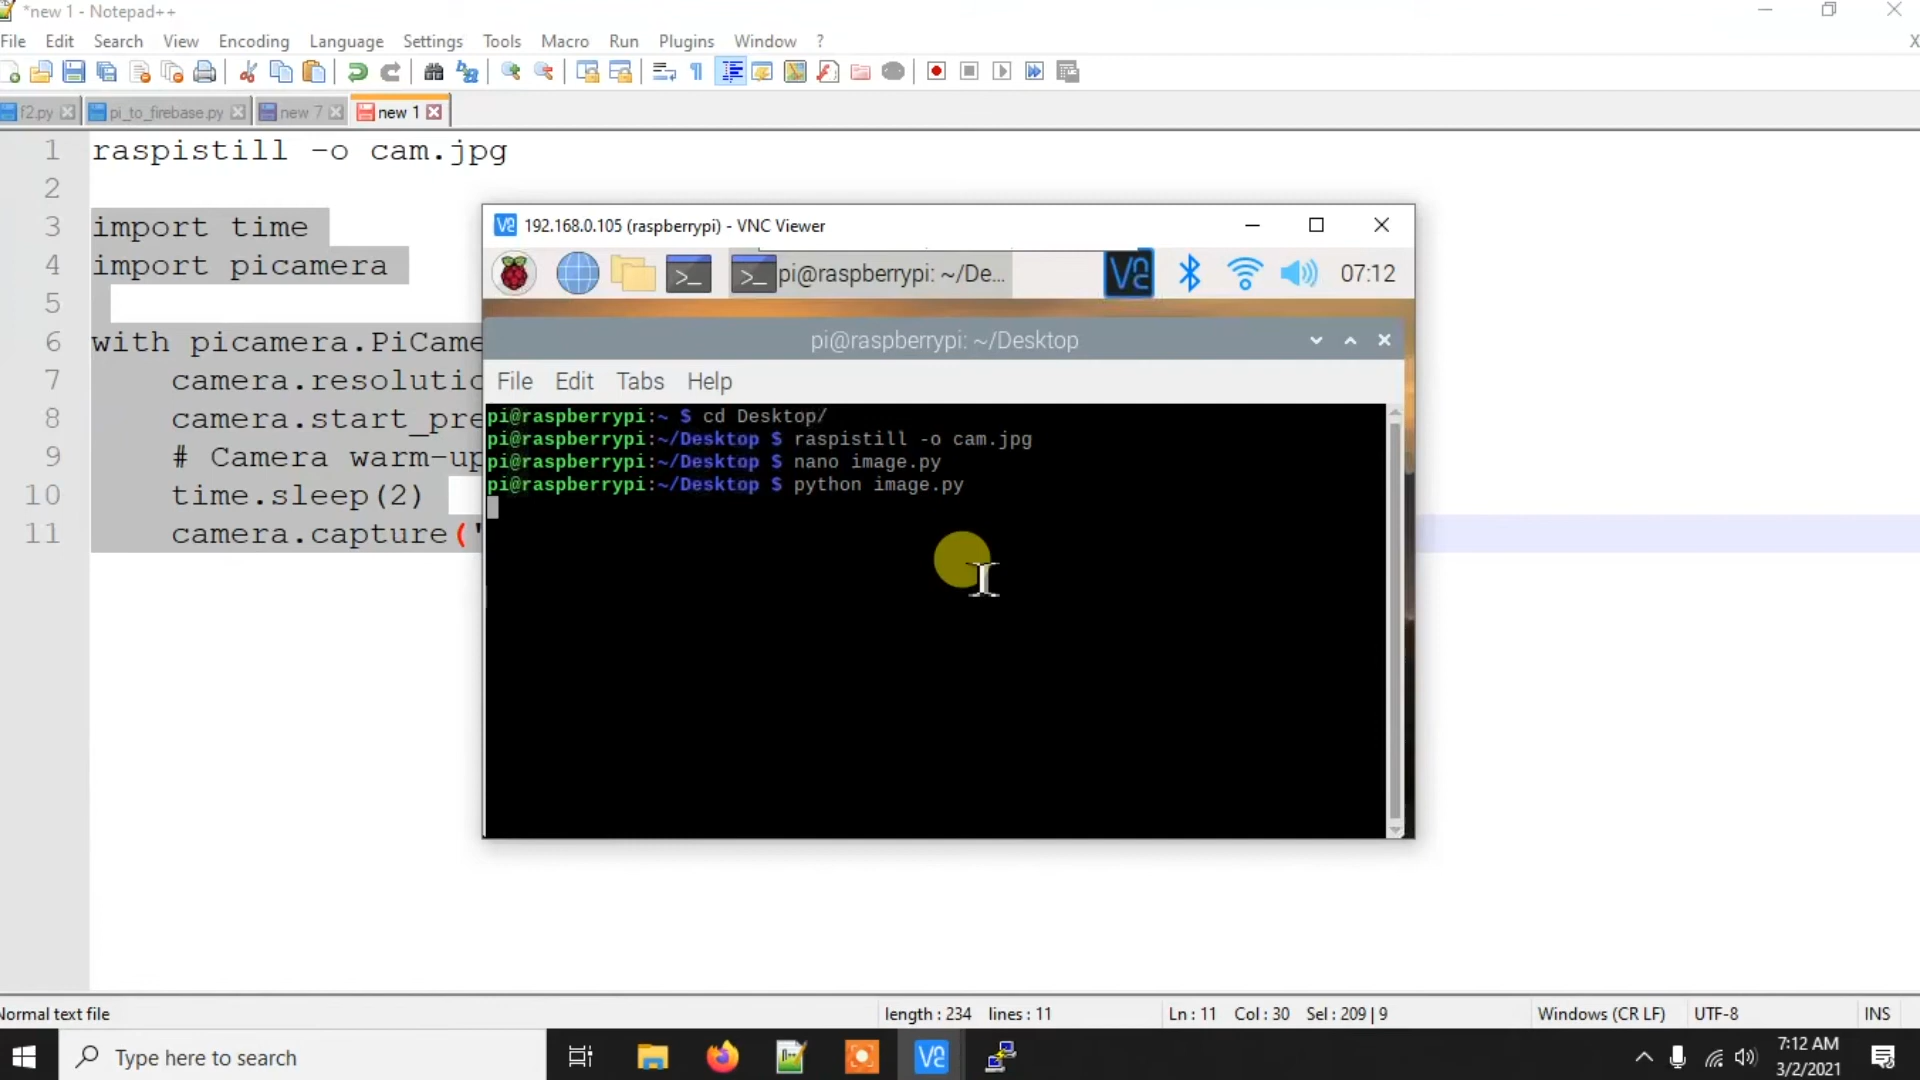 *new 1 - Notepad++
File Edit Search View Encoding Language Settings Tools Macro Run Plugins Window ?
X
f2.py pi_to_firebase.py new 7 new 1
1 raspistill -o cam.jpg
2
3 import time
4 import picamera
5
6 with picamera.PiCame
7 camera.resolutio
8 camera.start_pre
9 # Camera warm-up
10 time.sleep(2)
11 camera.capture('
192.168.0.105 (raspberrypi) - VNC Viewer
pi@raspberrypi: ~/De... 07:12
pi@raspberrypi: ~/Desktop
File Edit Tabs Help
pi@raspberrypi:~ $ cd Desktop/
pi@raspberrypi:~/Desktop $ raspistill -o cam.jpg
pi@raspberrypi:~/Desktop $ nano image.py
pi@raspberrypi:~/Desktop $ python image.py
Normal text file length : 234 lines : 11 Ln : 11 Col : 30 Sel : 209 | 9 Windows (CR LF) UTF-8 INS
Type here to search
7:12 AM
3/2/2021